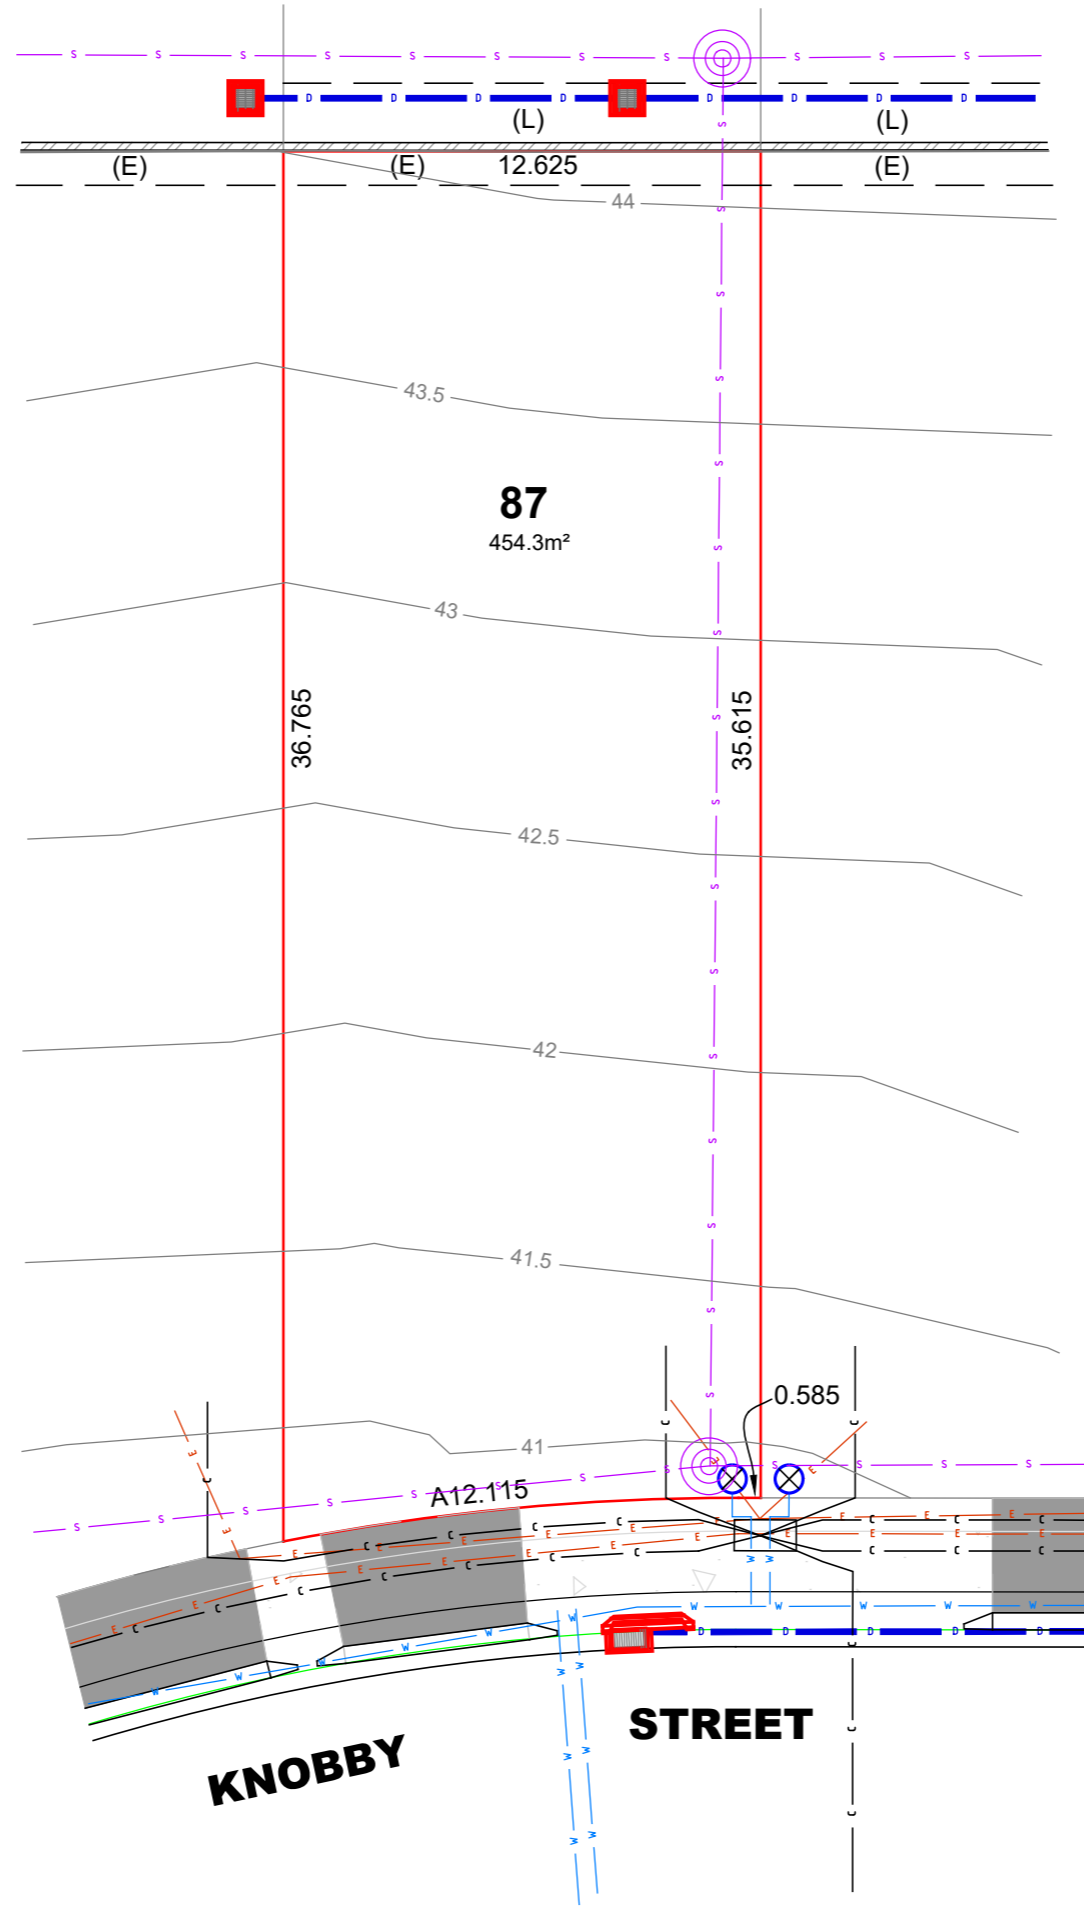 S S S S S S S S S S S
D D D D D D D D D
(L) (L)
S
(E) (E) 12.625 (E)
44
S
S
43.5
S
S
87
454.3m²
S
43
S
36.765
35.615
S
S
42.5
S
S
42
S
S
41.5
S
S
0.585
C C
E C E E
41
S S S S S S S S
A12.115
C C C C C C C
E E E E E E E E E E
C C C C C C C C
W W
W W W W W W W W
D D D D D
C
W W
KNOBBY STREET
W W
C
C
W W